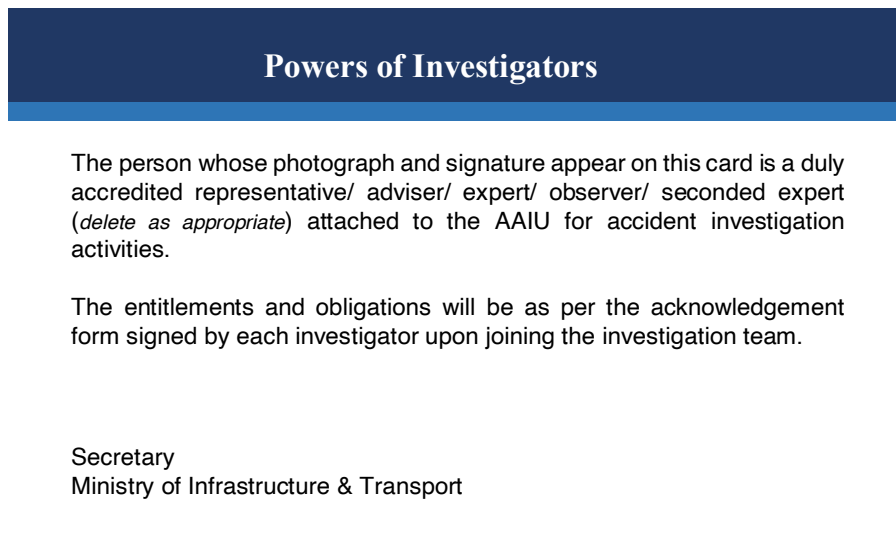 Powers of Investigators
The person whose photograph and signature appear on this card is a duly
accredited representative/ adviser/ expert/ observer/ seconded expert
(delete as appropriate) attached to the AAIU for accident investigation
activities.
The entitlements and obligations will be as per the acknowledgement
form signed by each investigator upon joining the investigation team.
Secretary
Ministry of Infrastructure & Transport